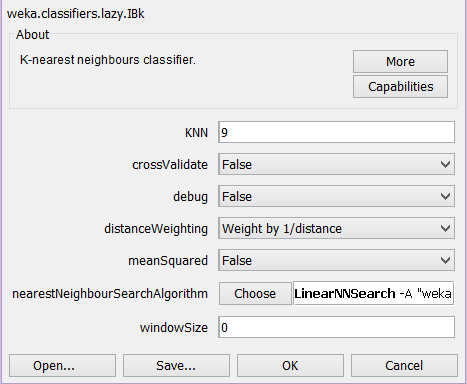 weka.classifiers.lazy.IBk
About
K-nearest neighbours classifier.
More
Capabilities
KNN 9
crossValidate False
debug False
distanceWeighting Weight by 1/distance
meanSquared False
nearestNeighbourSearchAlgorithm Choose LinearNNSearch -A "weka
windowSize 0
Open... Save... OK Cancel